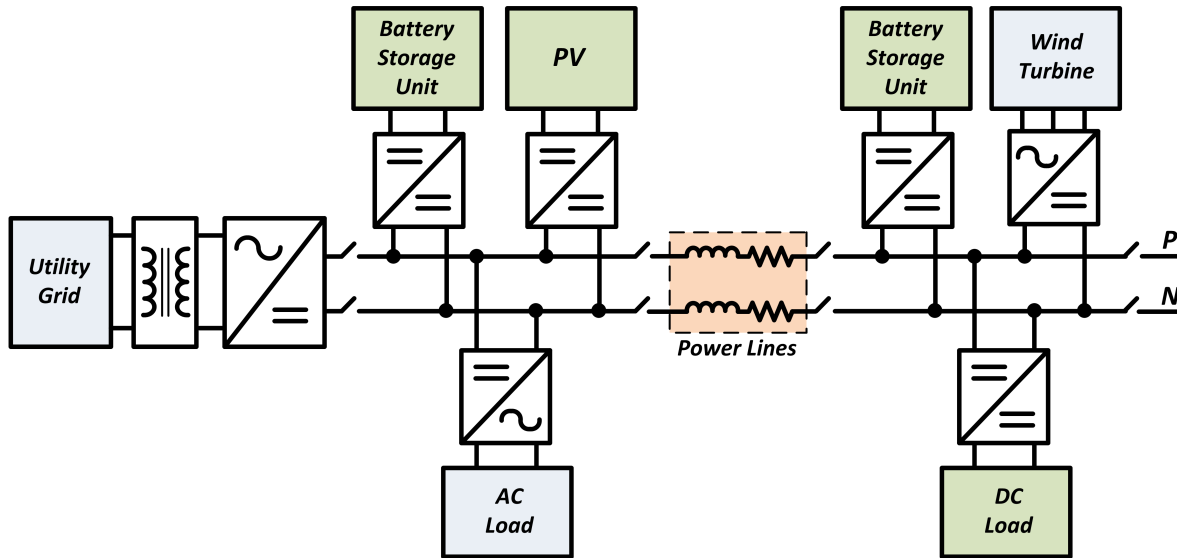 Battery
Storage
Unit
PV
Battery
Storage
Unit
Wind
Turbine
Utility
Grid
P
N
Power Lines
AC
Load
DC
Load